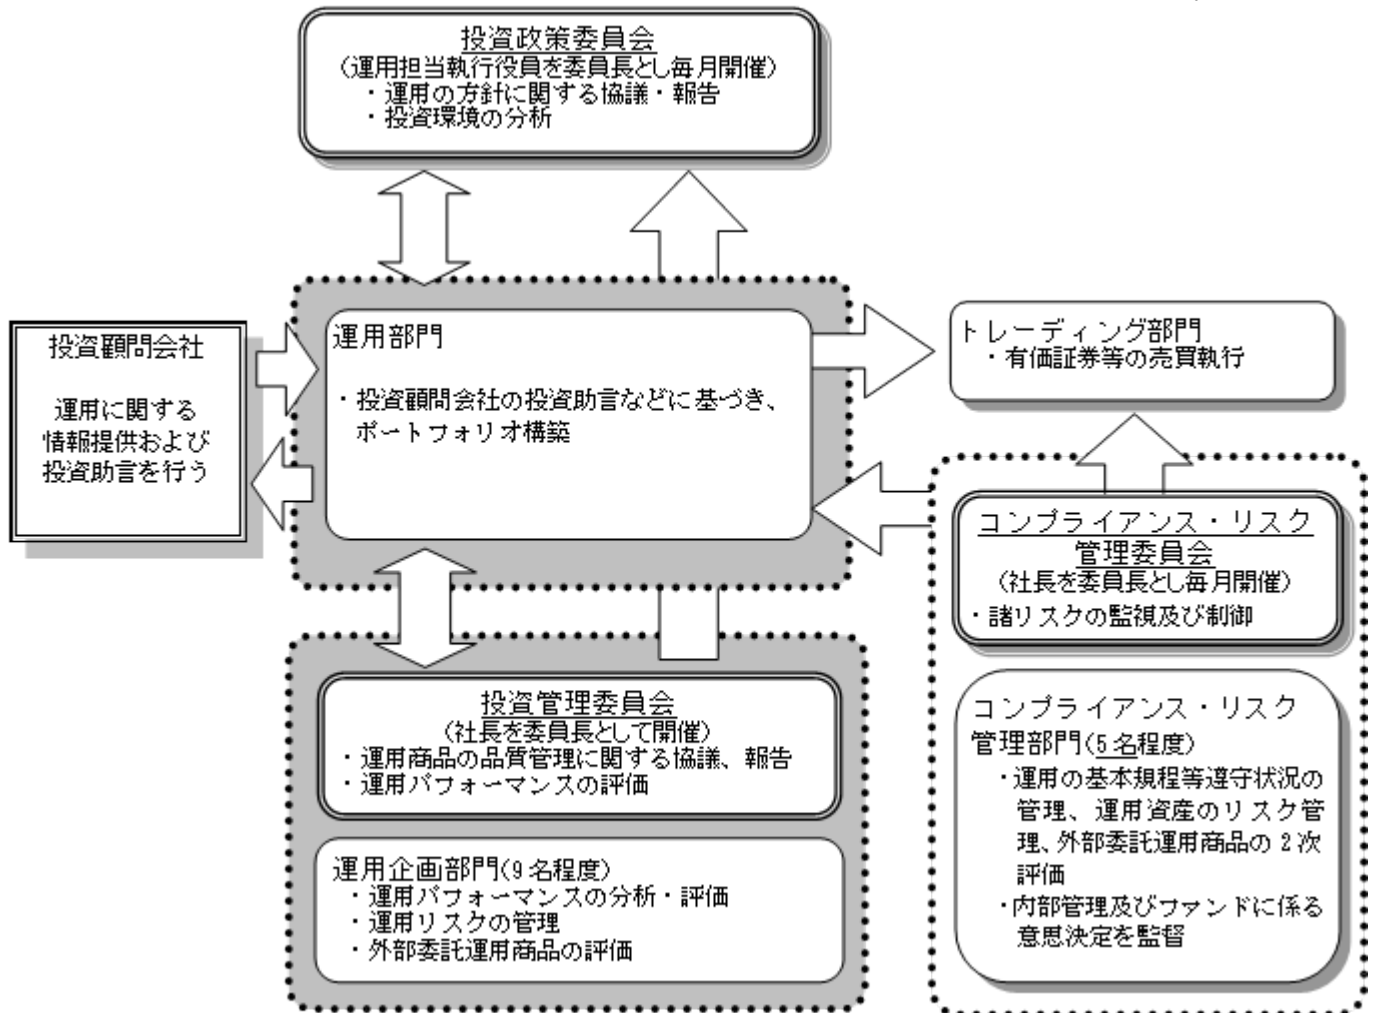 投資政策委員会
(運用担当執行役員を委員長とし毎月開催)
・運用の方針に関する協議・報告
・投資環境の分析
投資顧問会社
運用に関する
情報提供および
投資助言を行う
運用部門
・投資顧問会社の投資助言などに基づき、
ポートフォリオ構築
トレーディング部門
・有価証券等の売買執行
コンプライアンス・リスク
管理委員会
(社長を委員長とし毎月開催)
・諸リスクの監視及び制御
コンプライアンス・リスク
管理部門(5名程度)
・運用の基本規程等遵守状況の
管理、運用資産のリスク管
理、外部委託運用商品の2次
評価
・内部管理及びファンドに係る
意思決定を監督
投資管理委員会
(社長を委員長として開催)
・運用商品の品質管理に関する協議、報告
・運用パフォーマンスの評価
運用企画部門(9名程度)
・運用パフォーマンスの分析・評価
・運用リスクの管理
・外部委託運用商品の評価